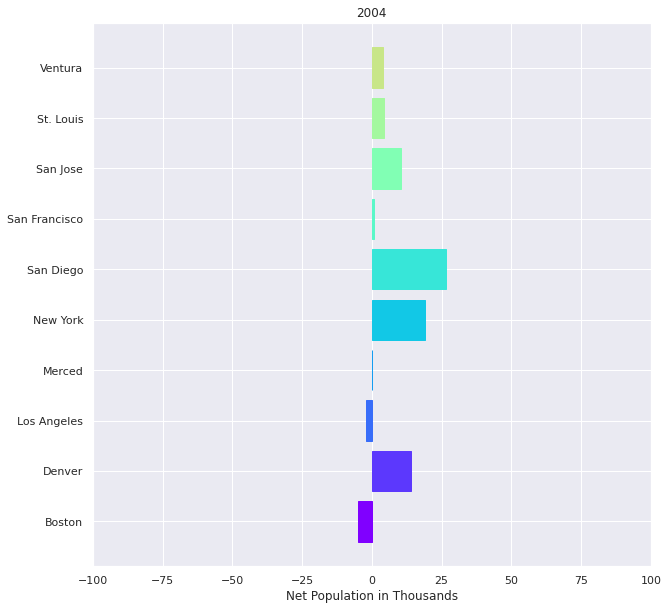 2004
Ventura
St. Louis
San Jose
San Francisco
San Diego
New York
Merced
Los Angeles
Denver
Boston
−100 −75 −50 −25 0 25 50 75 100
Net Population in Thousands